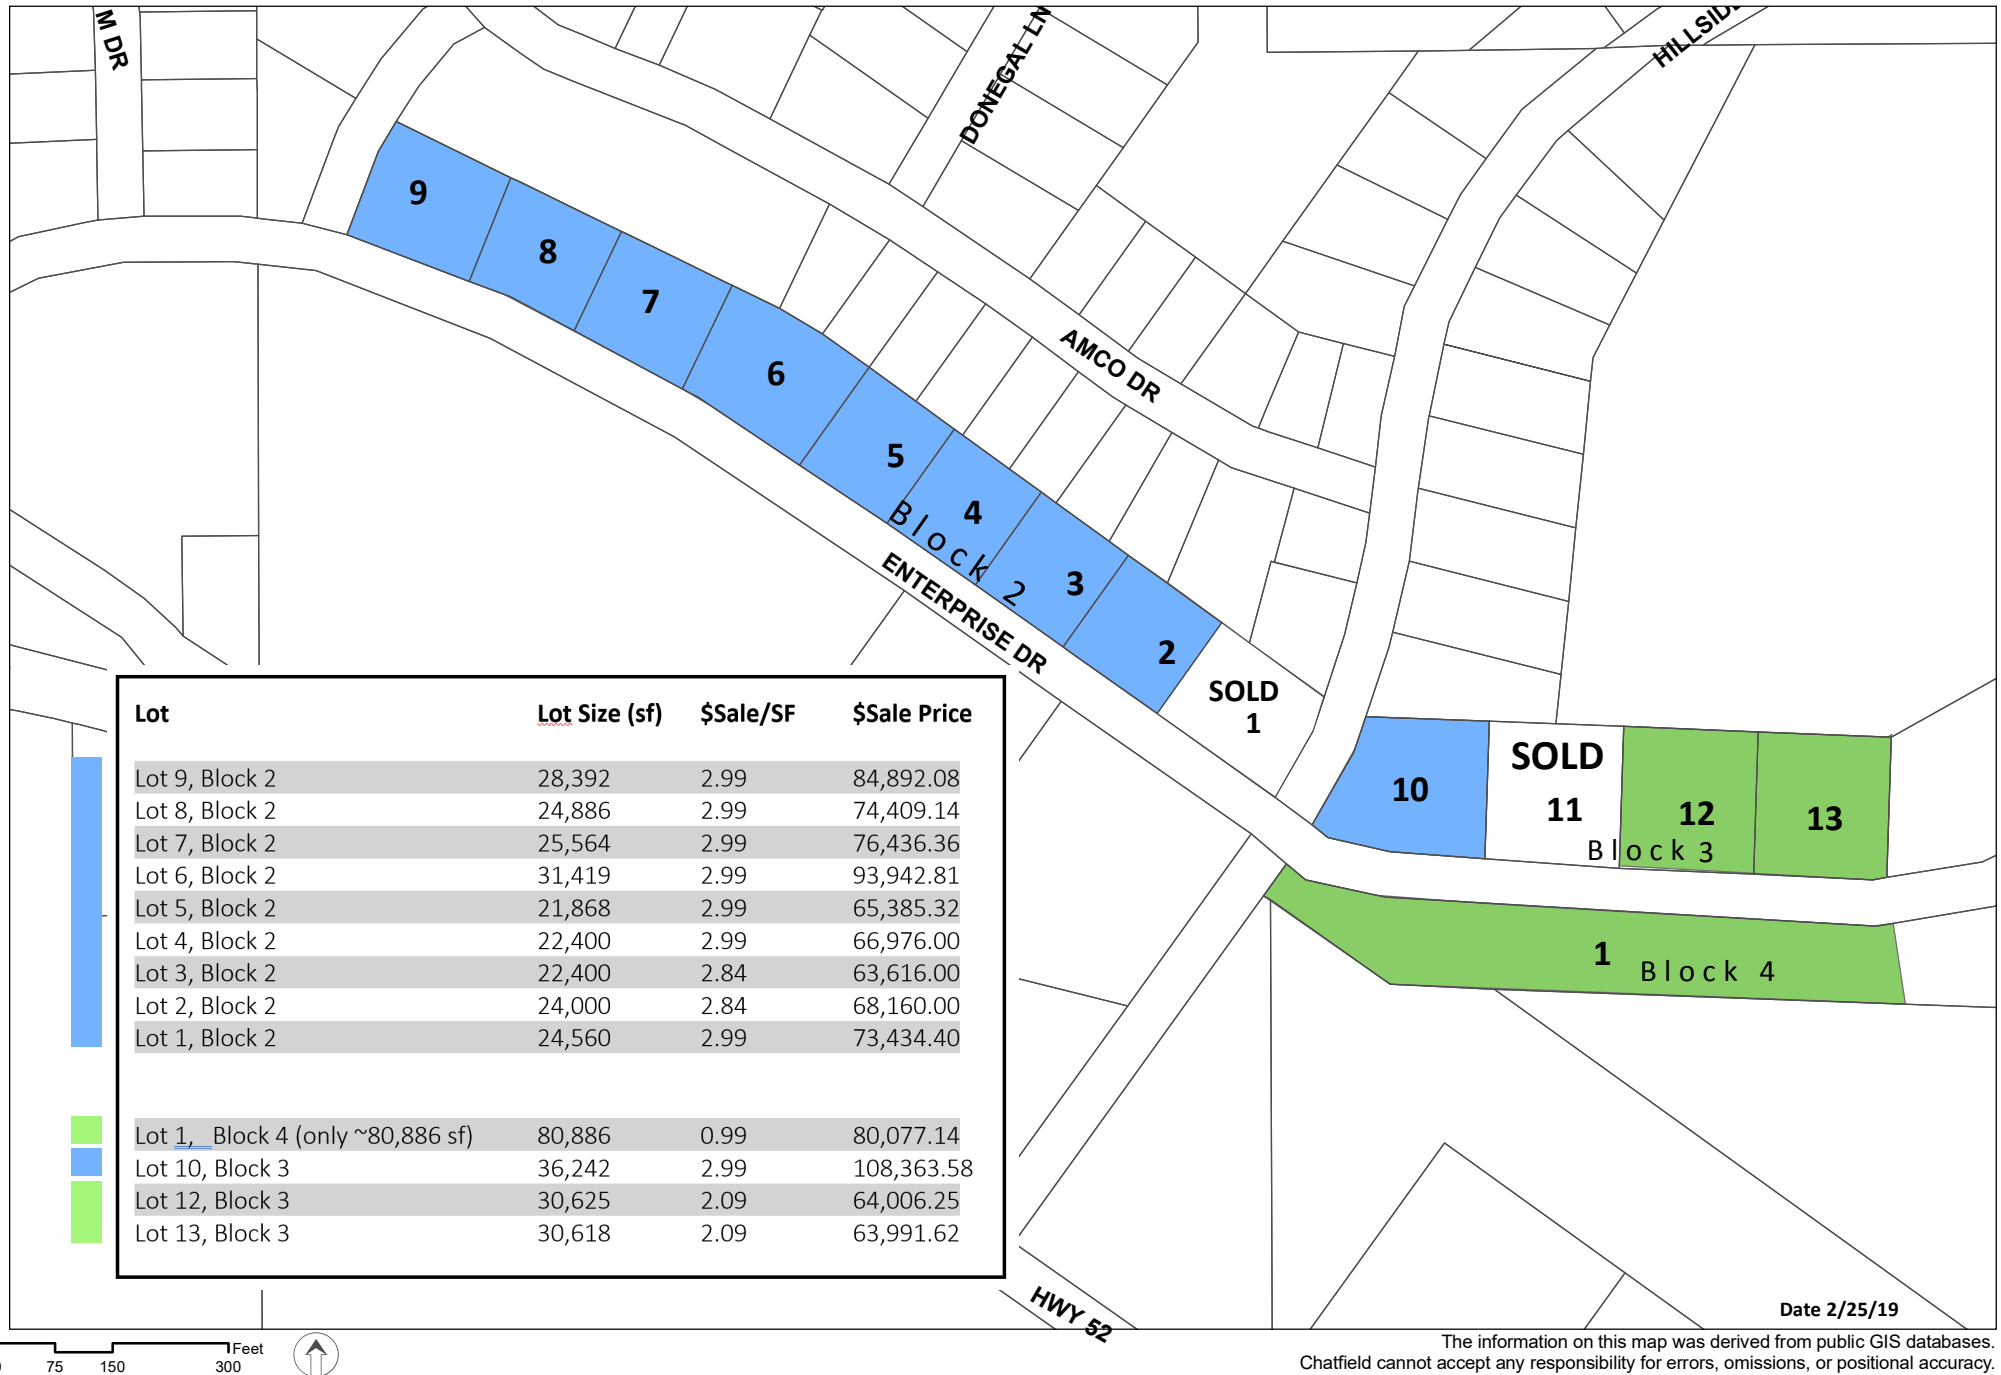 M DR
DONEGAL LN
9
8
7
6
5
4
3
2
Block 2
AMCO DR
ENTERPRISE DR
SOLD
1
10
SOLD
11
12
13
Block 3
1 Block 4
Lot Lot Size (sf) $Sale/SF $Sale Price
Lot 9, Block 2 28,392 2.99 84,892.08
Lot 8, Block 2 24,886 2.99 74,409.14
Lot 7, Block 2 25,564 2.99 76,436.36
Lot 6, Block 2 31,419 2.99 93,942.81
Lot 5, Block 2 21,868 2.99 65,385.32
Lot 4, Block 2 22,400 2.99 66,976.00
Lot 3, Block 2 22,400 2.84 63,616.00
Lot 2, Block 2 24,000 2.84 68,160.00
Lot 1, Block 2 24,560 2.99 73,434.40
Lot 1, Block 4 (only ~80,886 sf) 80,886 0.99 80,077.14
Lot 10, Block 3 36,242 2.99 108,363.58
Lot 12, Block 3 30,625 2.09 64,006.25
Lot 13, Block 3 30,618 2.09 63,991.62
HWY 52
Date 2/25/19
Feet
75 150 300
The information on this map was derived from public GIS databases.
Chatfield cannot accept any responsibility for errors, omissions, or positional accuracy.